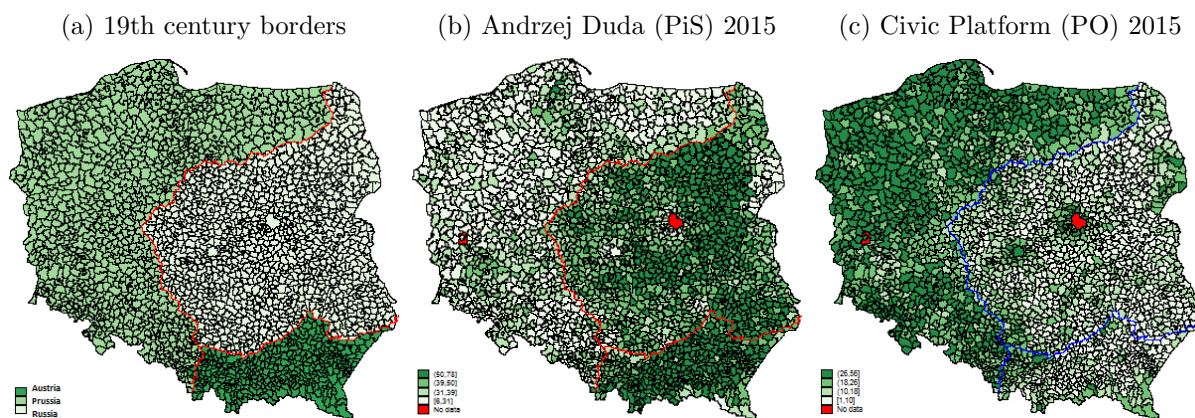 (a) 19th century borders
(b) Andrzej Duda (PiS) 2015
(c) Civic Platform (PO) 2015
Austria
Prussia
Russia
(50,78]
(39,50]
(31,39]
[6,31]
No data
(26,56]
(18,26]
(10,18]
[1,10]
No data